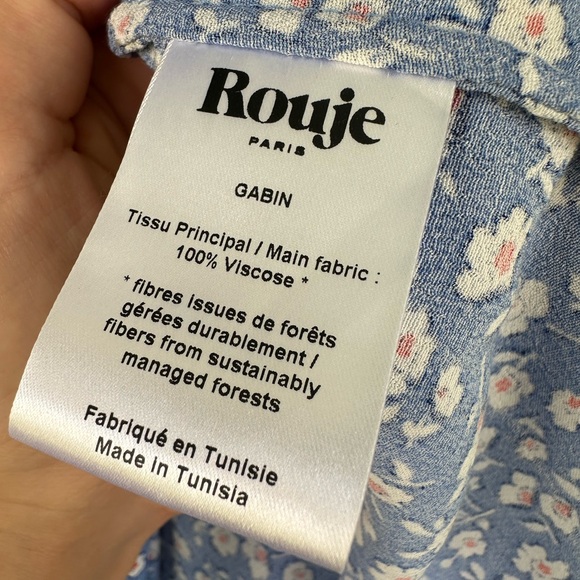 Rouje
PARIS
GABIN
Tissu Principal / Main fabric :
100% Viscose *
* fibres issues de forêts
gérées durablement /
fibers from sustainably
managed forests
Fabriqué en Tunisie
Made in Tunisia